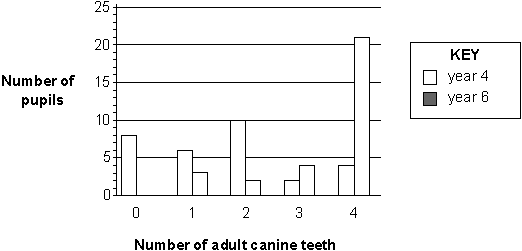 25
20
15
10
5
0
Number of
pupils
0 1 2 3 4
Number of adult canine teeth
KEY
year 4
year 6